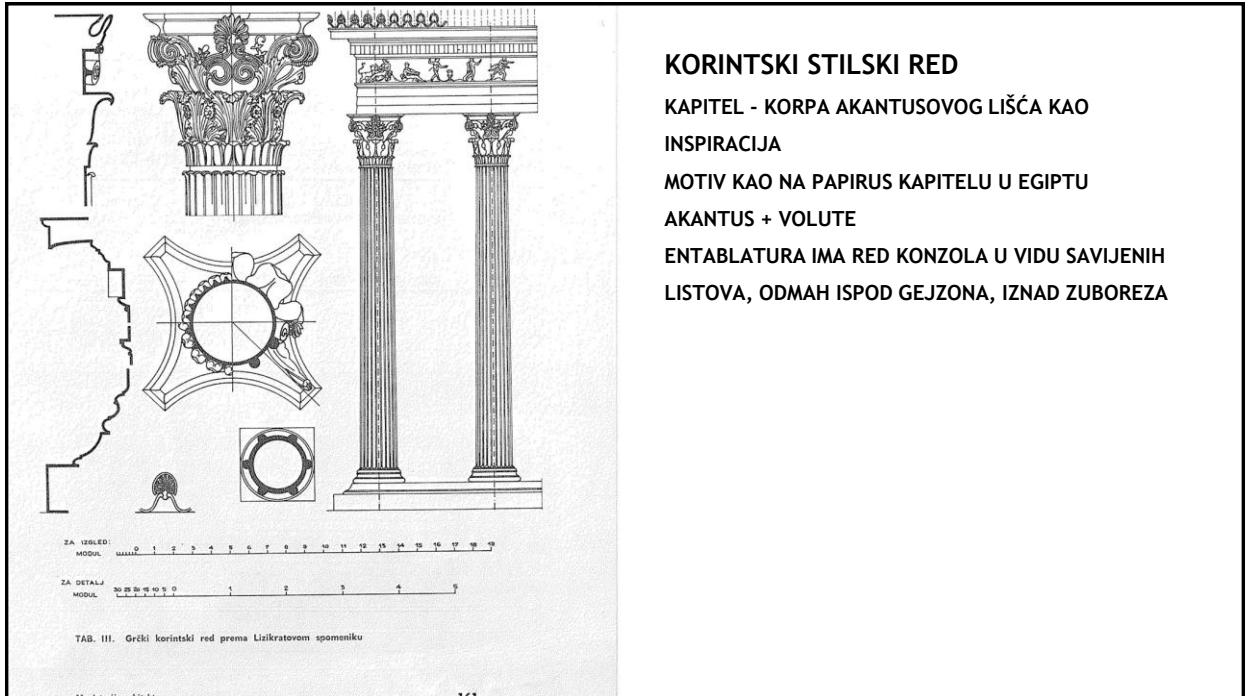 KORINTSKI STILSKI RED
KAPITEL - KORPA AKANTUSOVOG LIŠĆA KAO
INSPIRACIJA
MOTIV KAO NA PAPIRUS KAPITELU U EGIPTU
AKANTUS + VOLUTE
ENTABLATURA IMA RED KONZOLA U VIDU SAVIJENIH
LISTOVA, ODMAH ISPOD GEJZONA, IZNAD ZUBOREZA
ZA IZGLED:
MODUL 0 1 2 3 4 5 6 7 8 9 10 11 12 13 14 15 16 17 18 19
ZA DETALJ
MODUL 30 25 20 15 10 5 0 1 2 3 4 5
TAB. III. Grčki korintski red prema Lizikratovom spomeniku